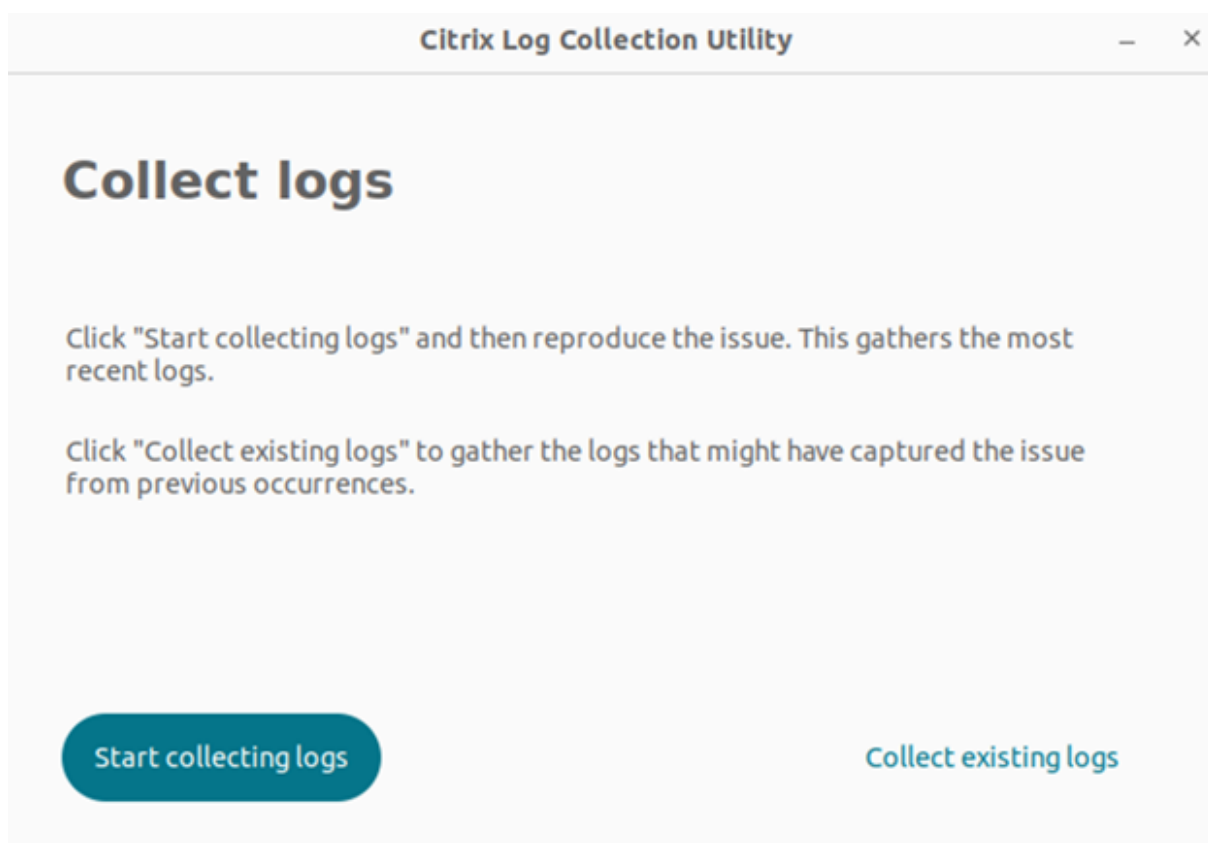 Citrix Log Collection Utility
Collect logs
Click "Start collecting logs" and then reproduce the issue. This gathers the most
recent logs.
Click "Collect existing logs" to gather the logs that might have captured the issue
from previous occurrences.
Start collecting logs
Collect existing logs